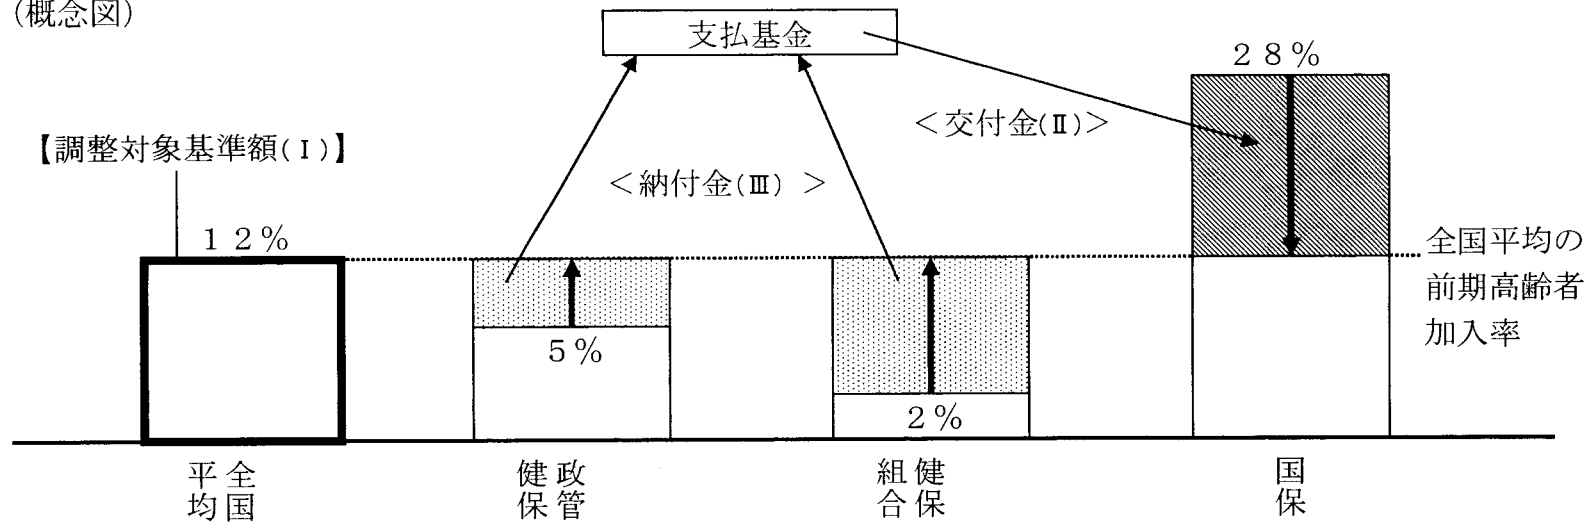 (概念図)
支払基金
28%
<交付金(Ⅱ)>
【調整対象基準額(Ⅰ)】
<納付金(Ⅲ) >
12%
全国平均の
前期高齢者
加入率
5%
2%
全国
平均
政管
健保
健保
組合
国保